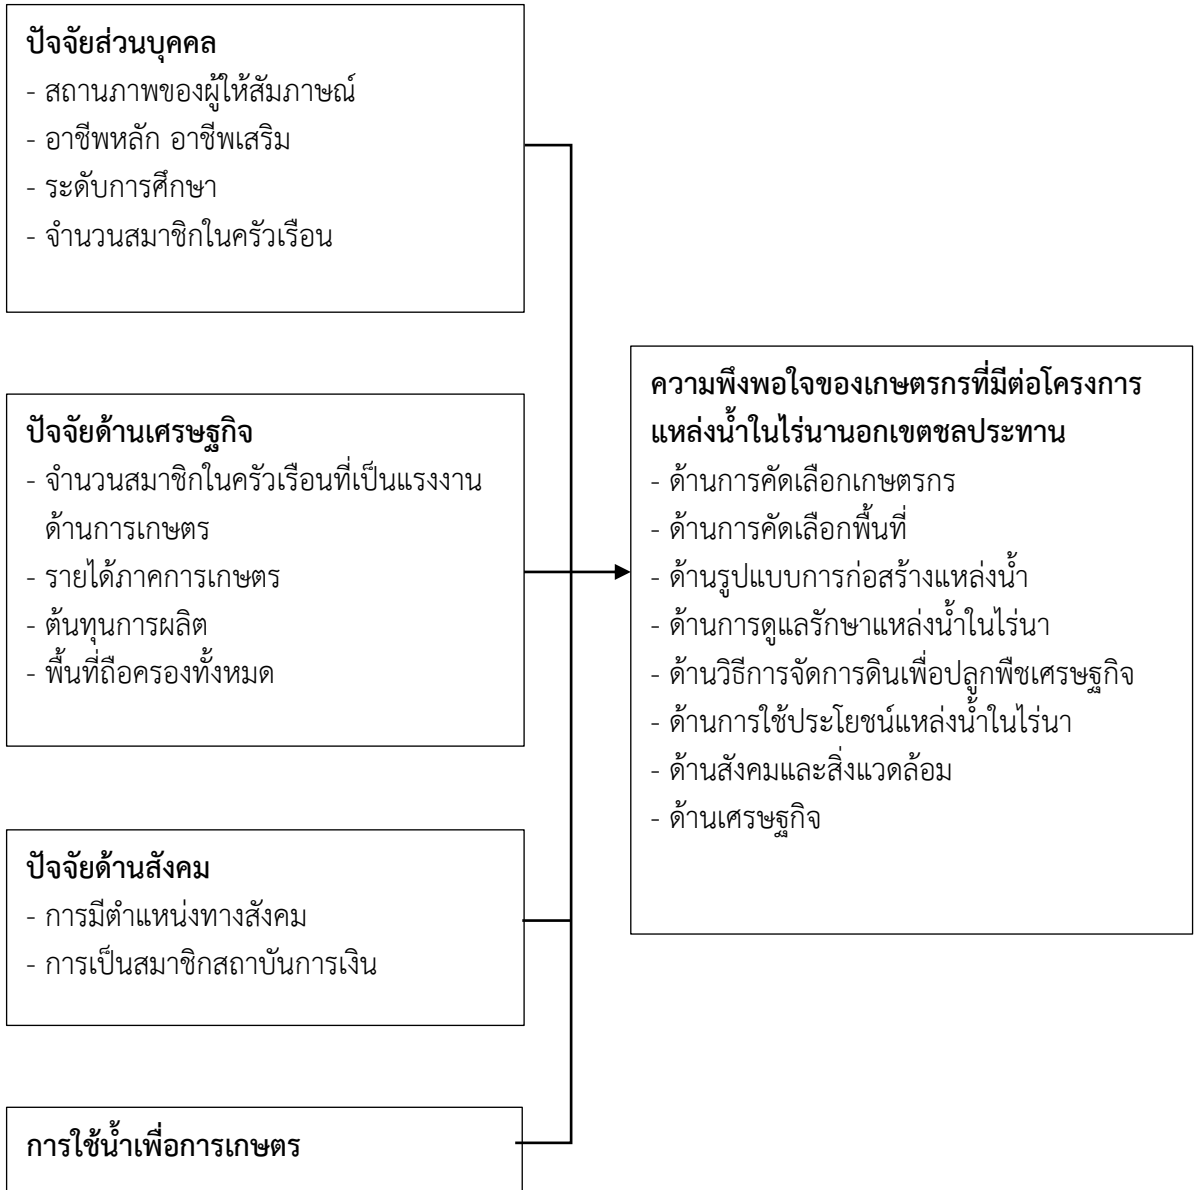 ปัจจัยส่วนบุคคล
- สถานภาพของผู้ให้สัมภาษณ์
- อาชีพหลัก อาชีพเสริม
- ระดับการศึกษา
- จำนวนสมาชิกในครัวเรือน
ปัจจัยด้านเศรษฐกิจ
- จำนวนสมาชิกในครัวเรือนที่เป็นแรงงาน
ด้านการเกษตร
- รายได้ภาคการเกษตร
- ต้นทุนการผลิต
- พื้นที่ถือครองทั้งหมด
ปัจจัยด้านสังคม
- การมีตำแหน่งทางสังคม
- การเป็นสมาชิกสถาบันการเงิน
การใช้น้ำเพื่อการเกษตร
ความพึงพอใจของเกษตรกรที่มีต่อโครงการ
แหล่งน้ำในไร่นานอกเขตชลประทาน
- ด้านการคัดเลือกเกษตรกร
- ด้านการคัดเลือกพื้นที่
- ด้านรูปแบบการก่อสร้างแหล่งน้ำ
- ด้านการดูแลรักษาแหล่งน้ำในไร่นา
- ด้านวิธีการจัดการดินเพื่อปลูกพืชเศรษฐกิจ
- ด้านการใช้ประโยชน์แหล่งน้ำในไร่นา
- ด้านสังคมและสิ่งแวดล้อม
- ด้านเศรษฐกิจ